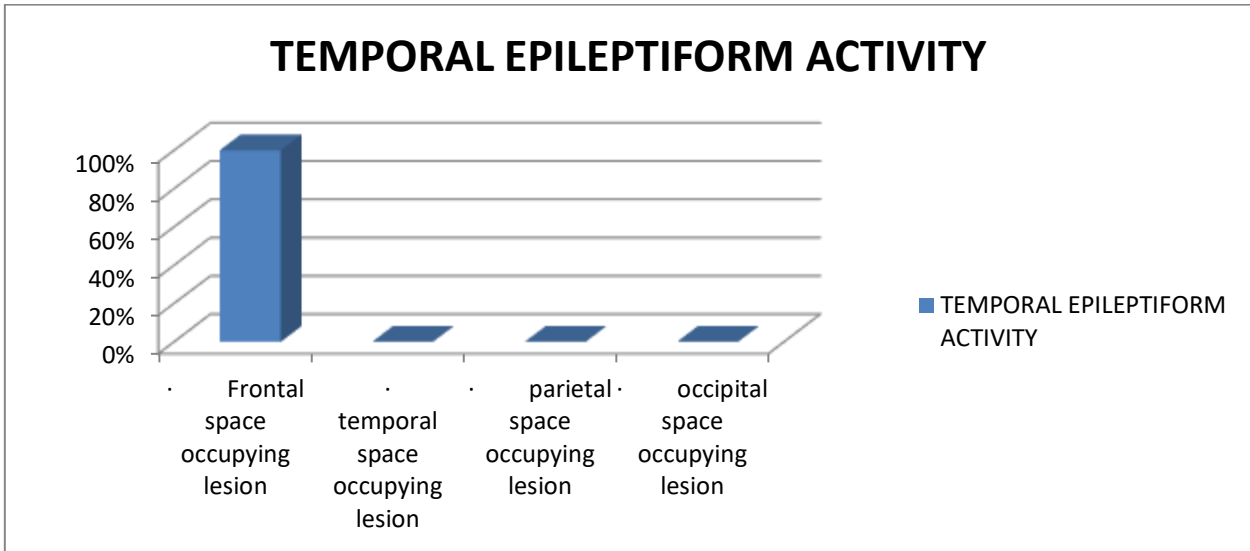 TEMPORAL EPILEPTIFORM ACTIVITY
100%
80%
60%
40%
20%
0%
· Frontal
space
occupying
lesion
·
temporal
space
occupying
lesion
· parietal
space
occupying
lesion
· occipital
space
occupying
lesion
TEMPORAL EPILEPTIFORM
ACTIVITY